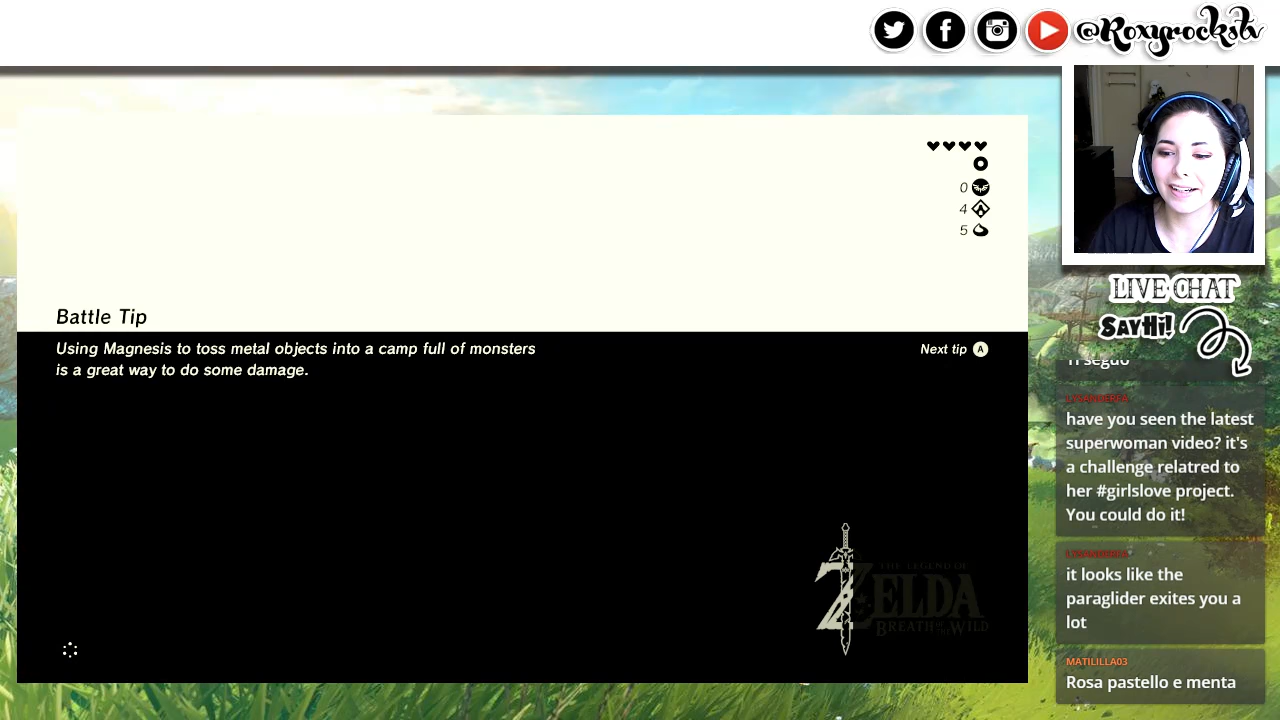 @Roxyrockstv
0
4
5
Battle Tip
Using Magnesis to toss metal objects into a camp full of monsters
is a great way to do some damage.
Next tip A
THE LEGEND OF
ZELDA
BREATH OF THE WILD
LIVE CHAT
SAY HI!
Ti seguo
have you seen the latest
superwoman video? it's
a challenge relatred to
her #girlslove project.
You could do it!
it looks like the
paraglider exites you a
lot
MATILILLA03
Rosa pastello e menta